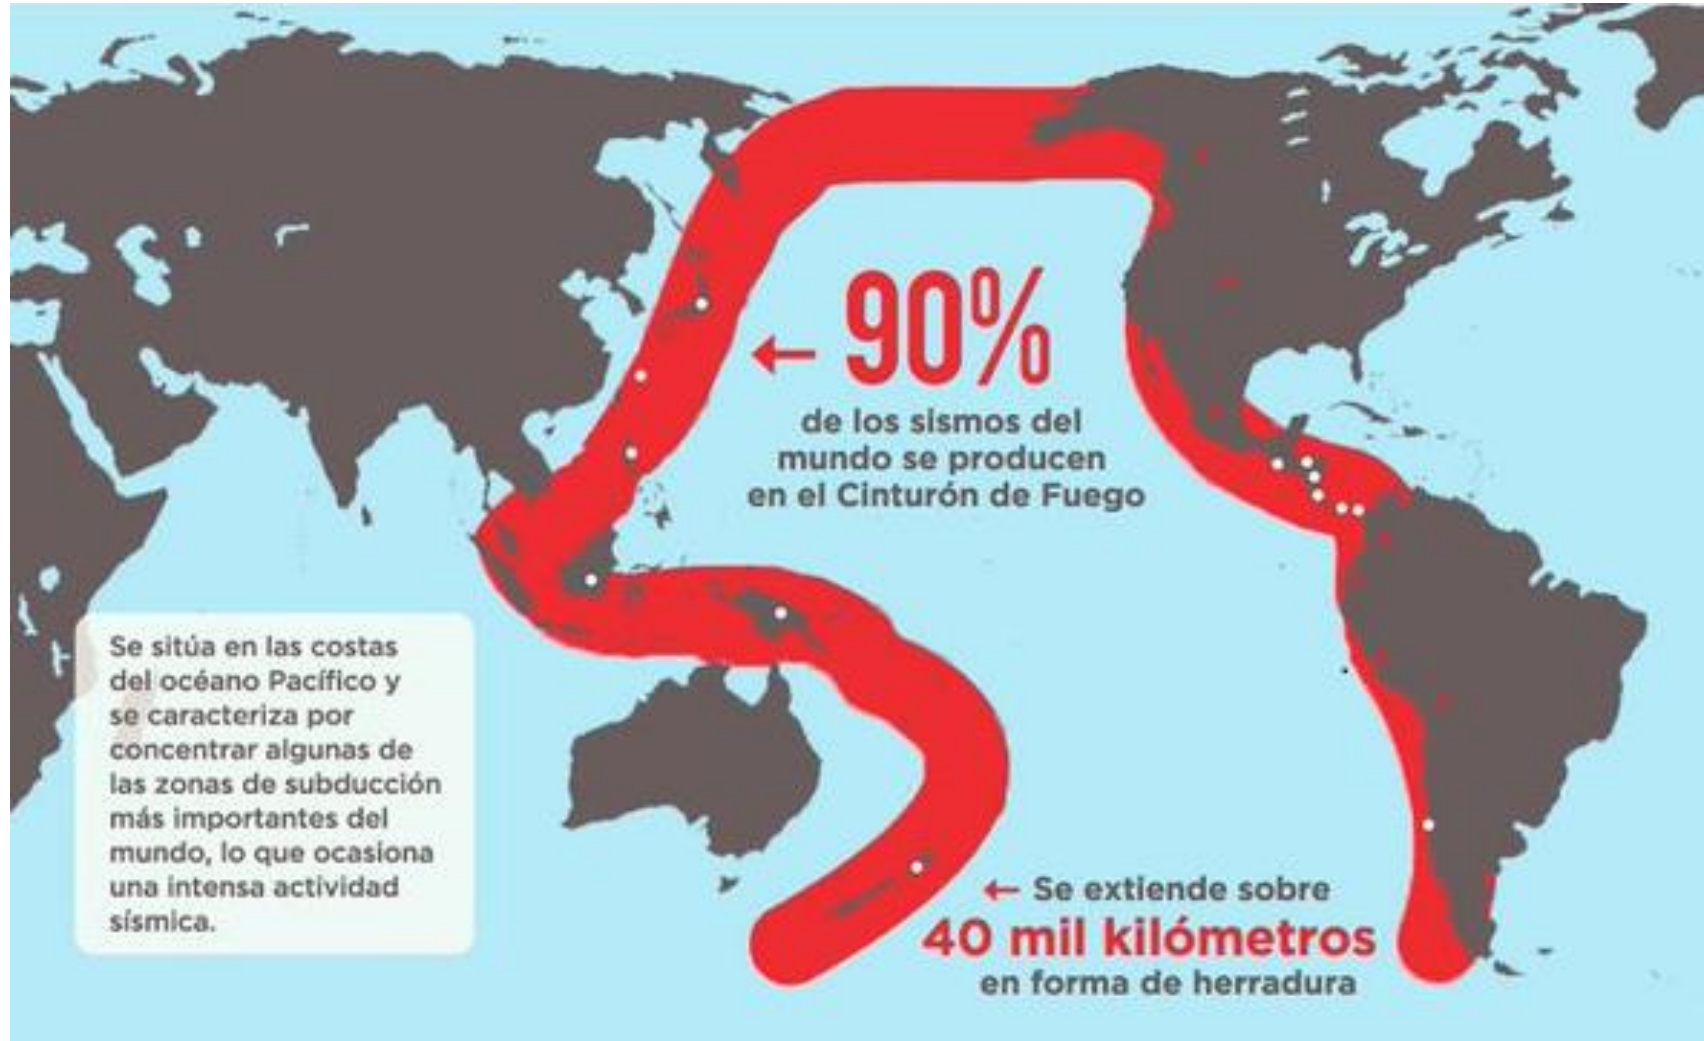 90%
de los sismos del
mundo se producen
en el Cinturón de Fuego
Se sitúa en las costas
del océano Pacífico y
se caracteriza por
concentrar algunas de
las zonas de subducción
más importantes del
mundo, lo que ocasiona
una intensa actividad
sísmica.
Se extiende sobre
40 mil kilómetros
en forma de herradura